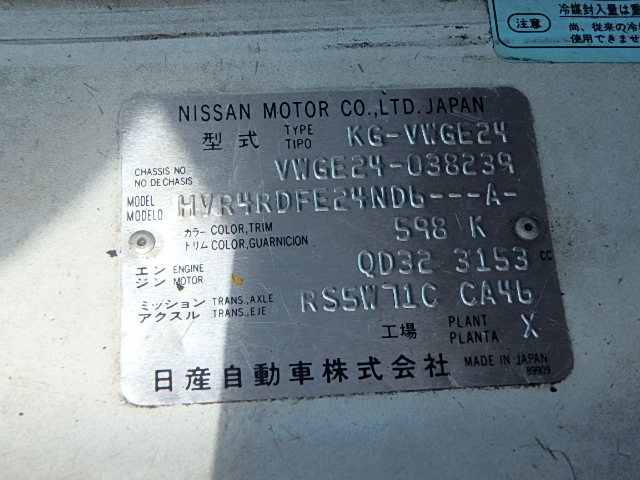 冷媒封入量は重
注意
尚、従来の冷
使用できませ
NISSAN MOTOR CO.,LTD. JAPAN
型式 TYPE TIPO KG-VWGE24
CHASSIS NO NO.DE CHASIS VWGE24-038239
MODEL MODELO HVR4RDFE24ND6---A-
カラー COLOR,TRIM トリム COLOR,GUARNICION 598 K
エンジン ENGINE MOTOR QD32 3153 CC
ミッション TRANS.,AXLE アクスル TRANS.,EJE RS5W71C CA46
工場 PLANT PLANTA X
日産自動車株式会社 MADE IN JAPAN
89909